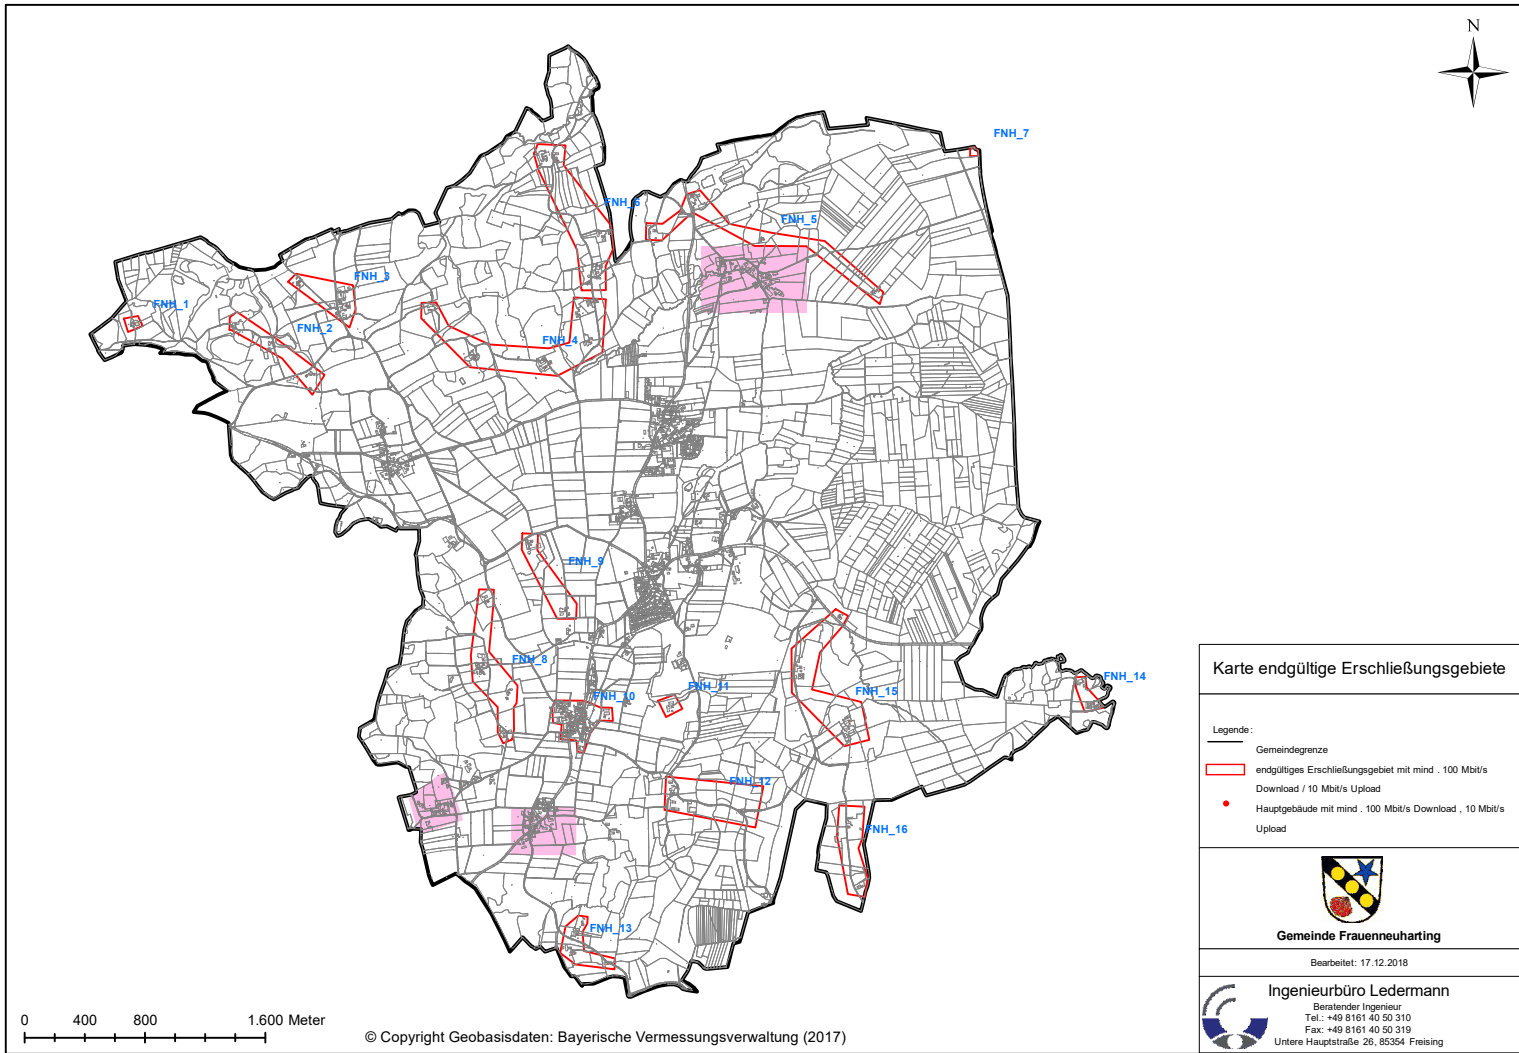 N
FNH_7
FNH_6
FNH_5
FNH_3
FNH_1
FNH_2
FNH_4
FNH_9
FNH_8
FNH_10
FNH_11
FNH_15
FNH_14
FNH_12
FNH_16
FNH_13
Karte endgültige Erschließungsgebiete
Legende:
Gemeindegrenze
endgültiges Erschließungsgebiet mit mind . 100 Mbit/s
Download / 10 Mbit/s Upload
Hauptgebäude mit mind . 100 Mbit/s Download , 10 Mbit/s
Upload
Gemeinde Frauenneuharting
Bearbeitet: 17.12.2018
Ingenieurbüro Ledermann
Beratender Ingenieur
Tel.: +49 8161 40 50 310
Fax: +49 8161 40 50 319
Untere Hauptstraße 26, 85354 Freising
0 400 800 1.600 Meter
© Copyright Geobasisdaten: Bayerische Vermessungsverwaltung (2017)